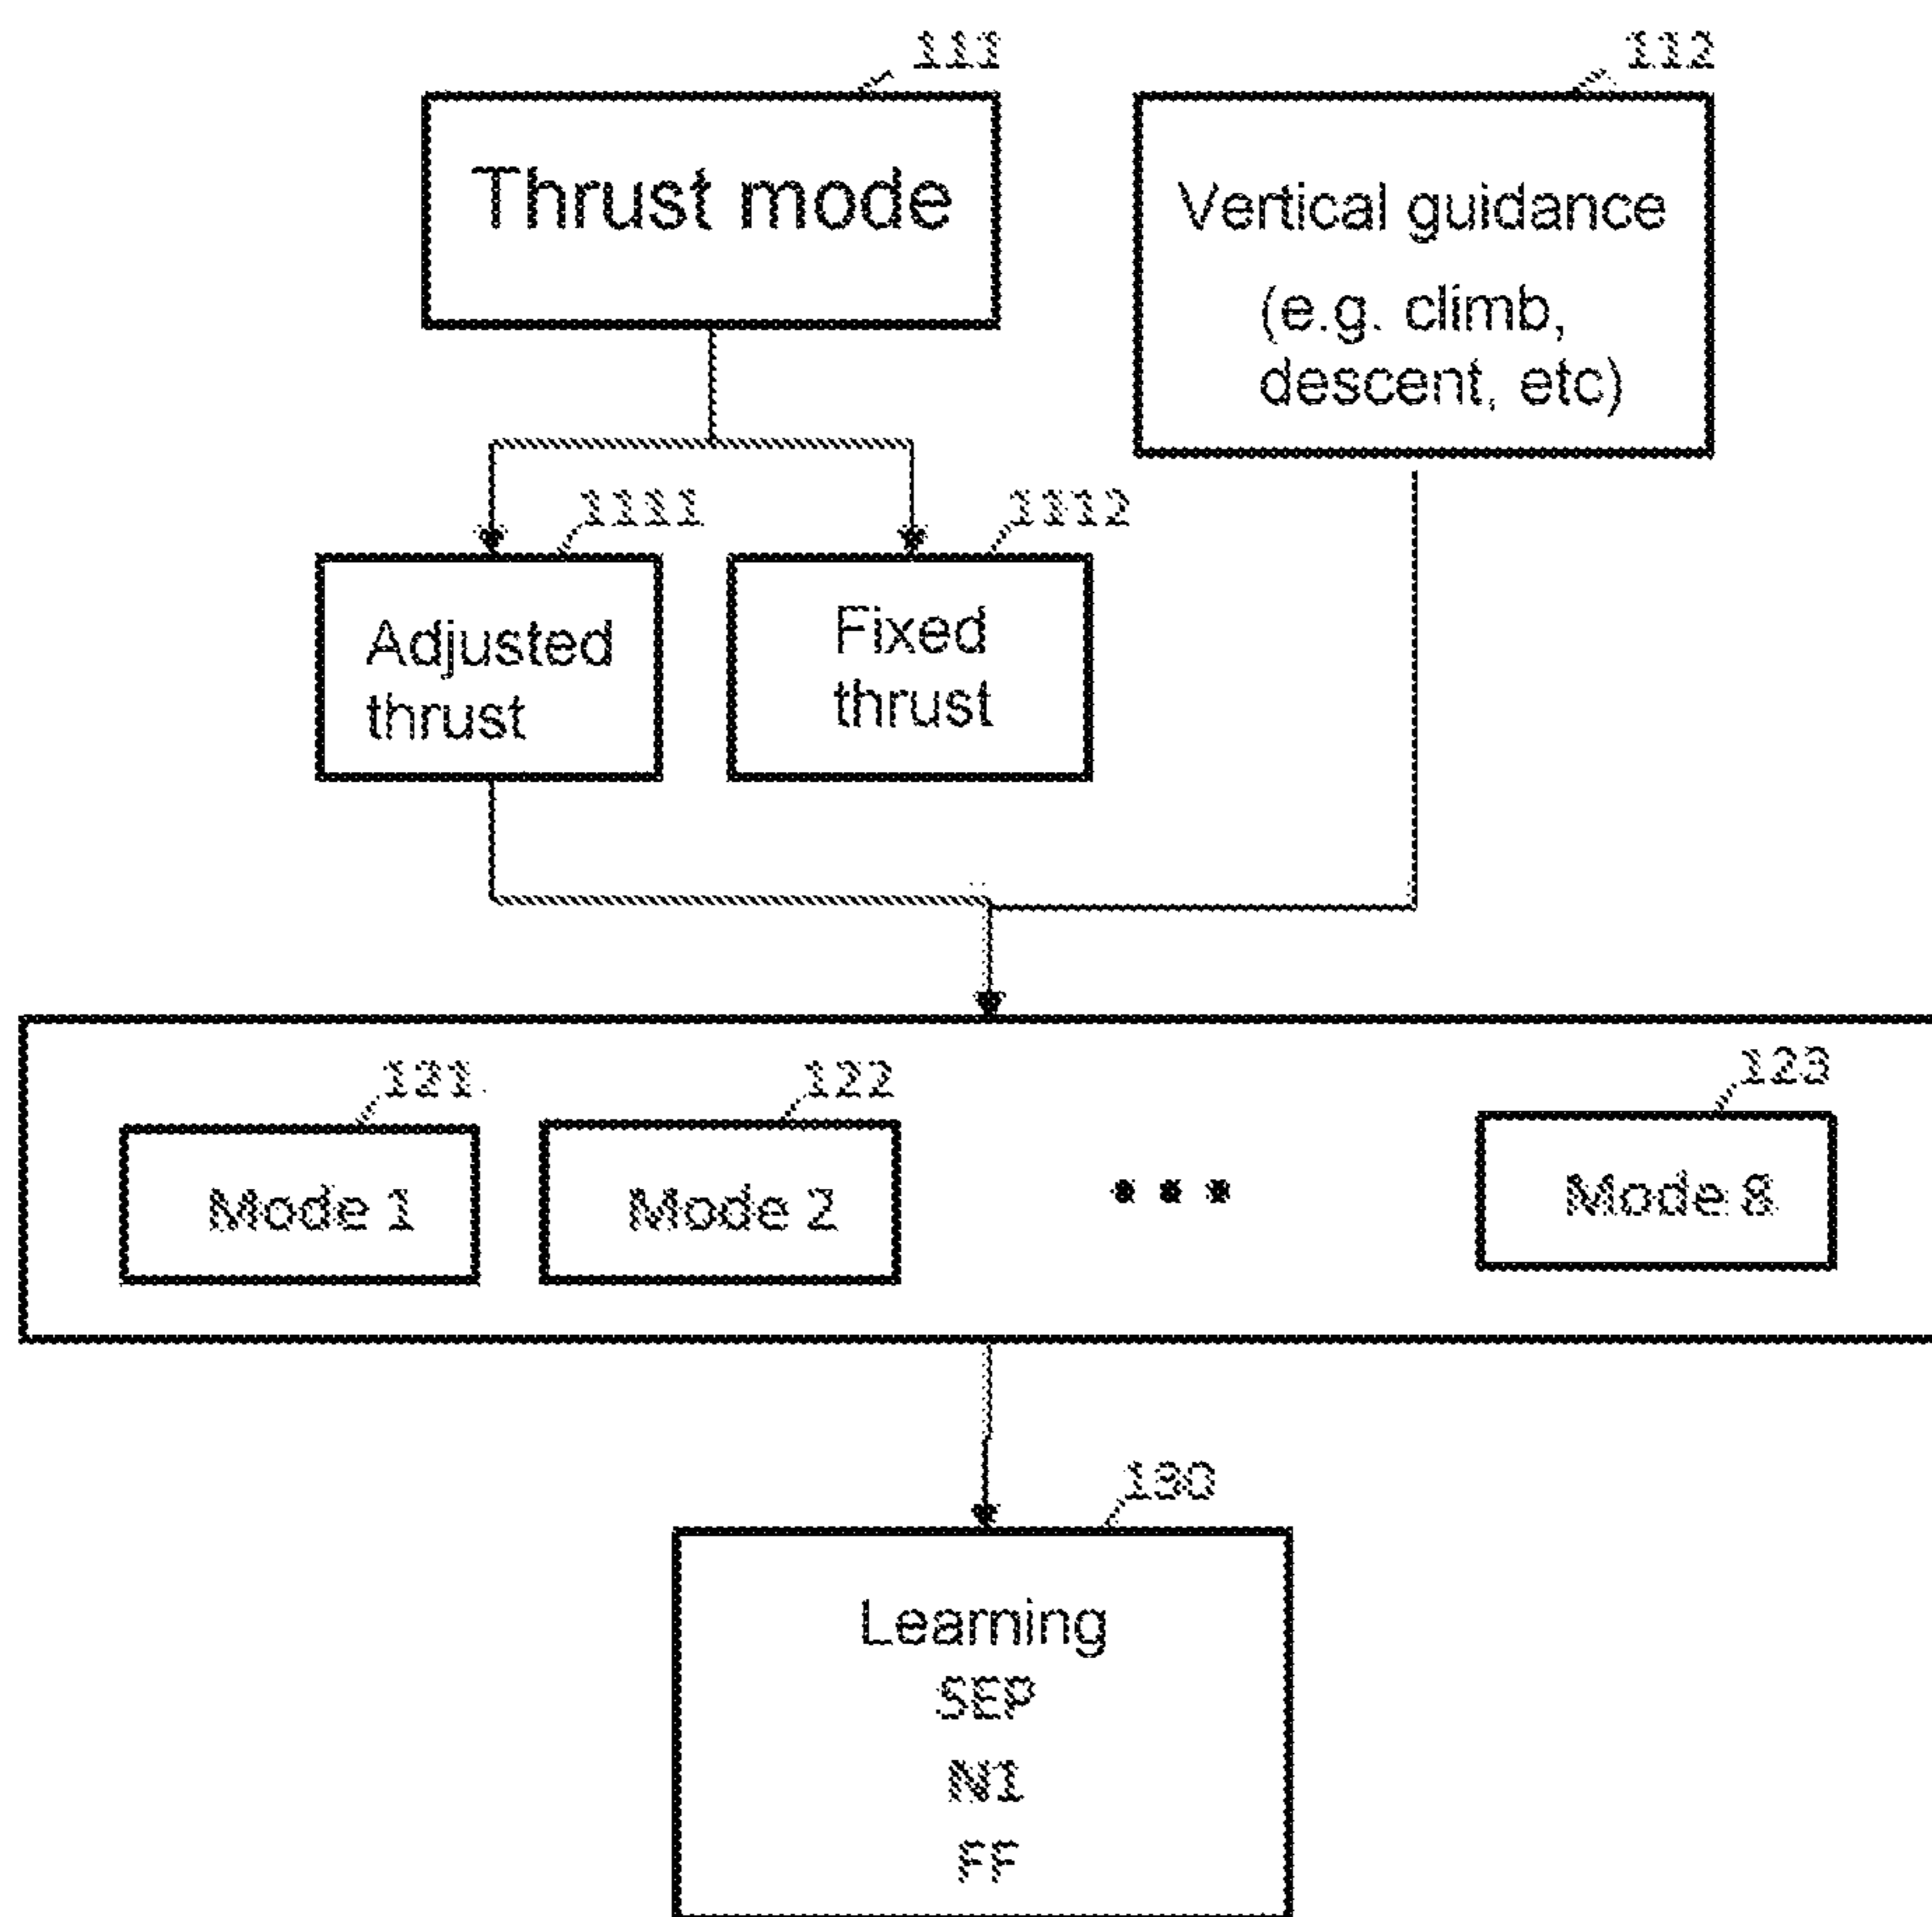 111
112
Thrust mode
Vertical guidance
(e.g. climb,
descent, etc)
1111
1112
Adjusted
thrust
Fixed
thrust
121
122
123
Mode 1
Mode 2
Mode 8
130
Learning
SEP
N1
FF